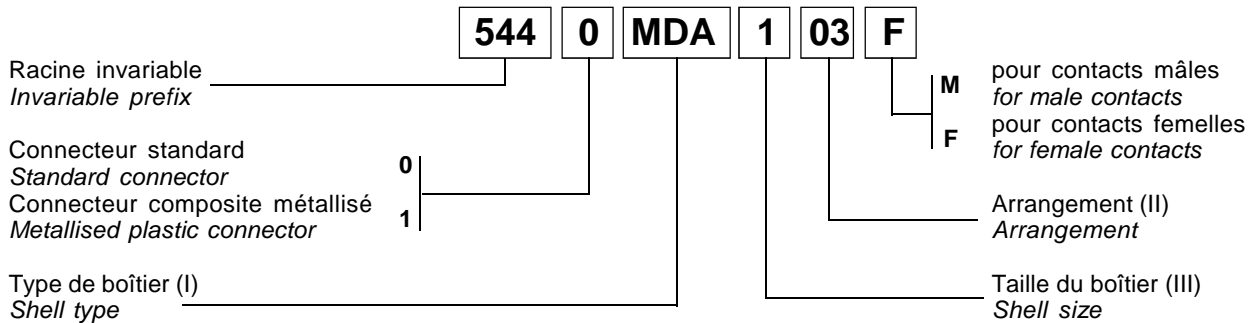 544 0 MDA 1 03 F
Racine invariable
Invariable prefix
M
pour contacts mâles
for male contacts
F
pour contacts femelles
for female contacts
Connecteur standard
Standard connector
0
Connecteur composite métallisé
Metallised plastic connector
1
Arrangement (II)
Arrangement
Type de boîtier (I)
Shell type
Taille du boîtier (III)
Shell size